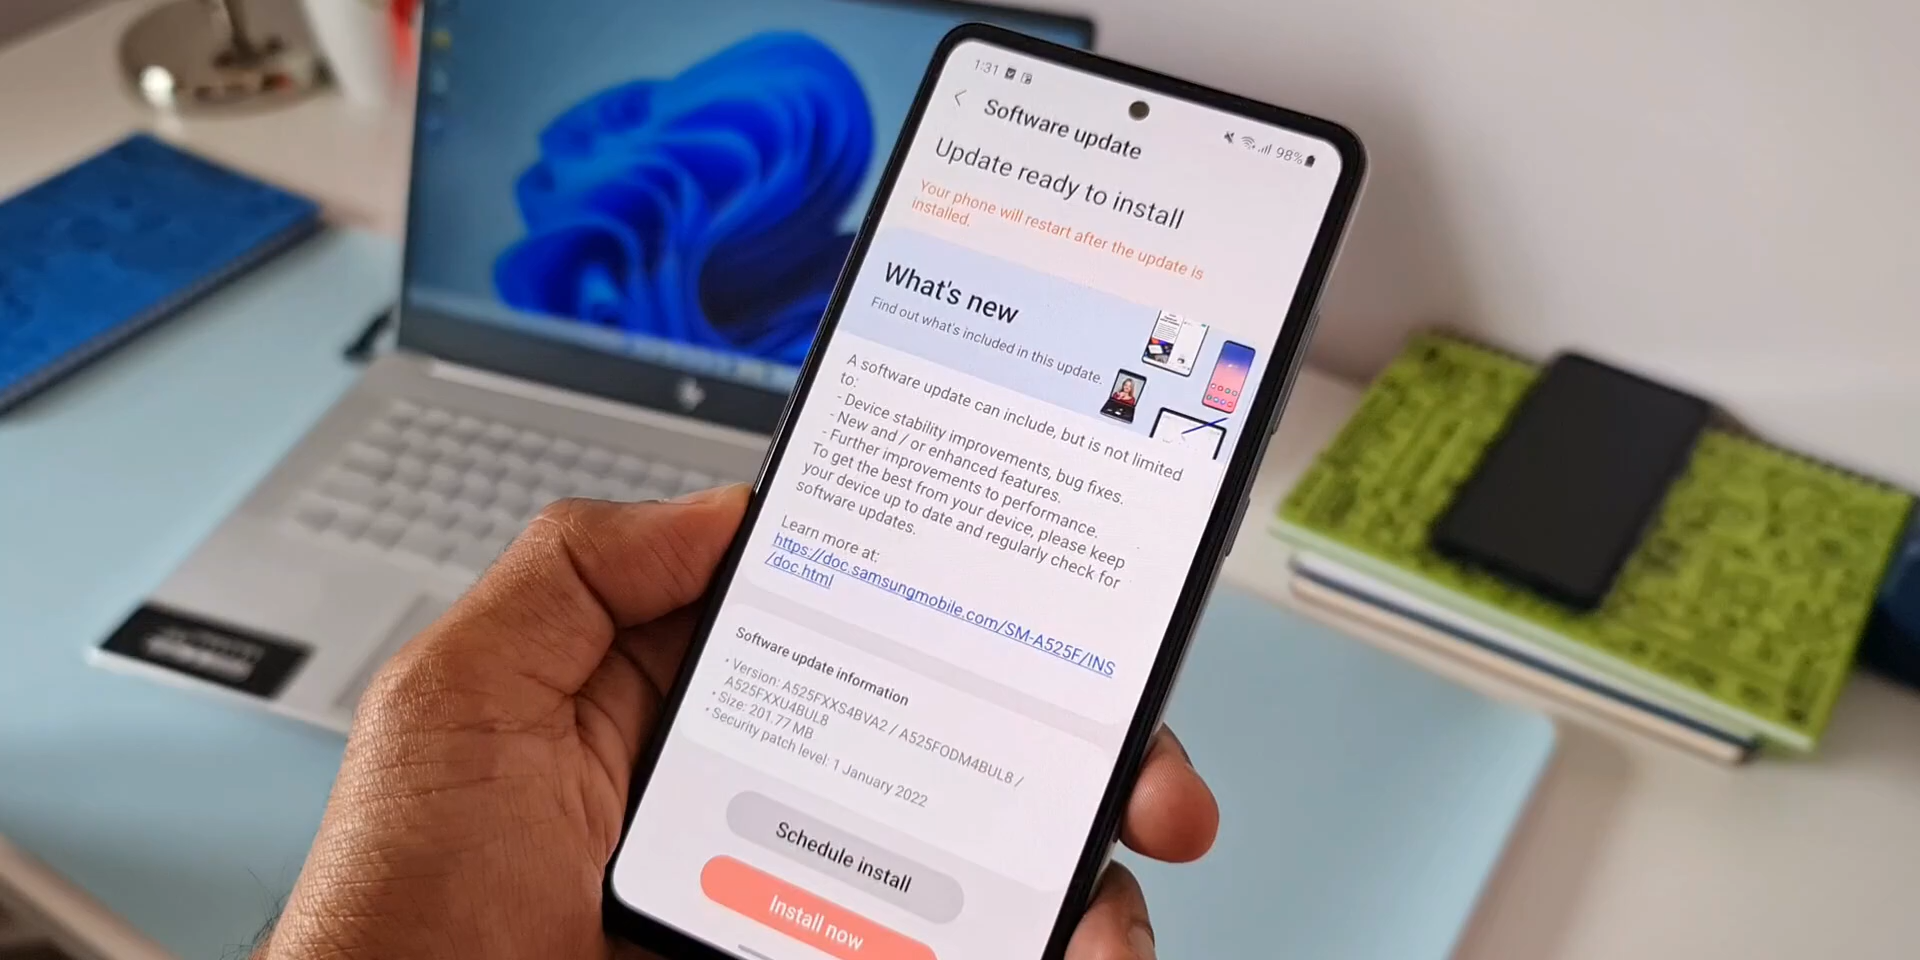 1:31
98%
Software update
Update ready to install
Your phone will restart after the update is
installed.
What's new
Find out what's included in this update.
A software update can include, but is not limited
to:
- Device stability improvements, bug fixes.
- New and / or enhanced features.
- Further improvements to performance.
To get the best from your device, please keep
your device up to date and regularly check for
software updates.
Learn more at:
https://doc.samsungmobile.com/SM-A525F/INS
/doc.html
Software update information
• Version: A525FXXS4BVA2 / A525FODM4BUL8 /
A525FXXU4BUL8
• Size: 201.77 MB
• Security patch level: 1 January 2022
Schedule install
Install now